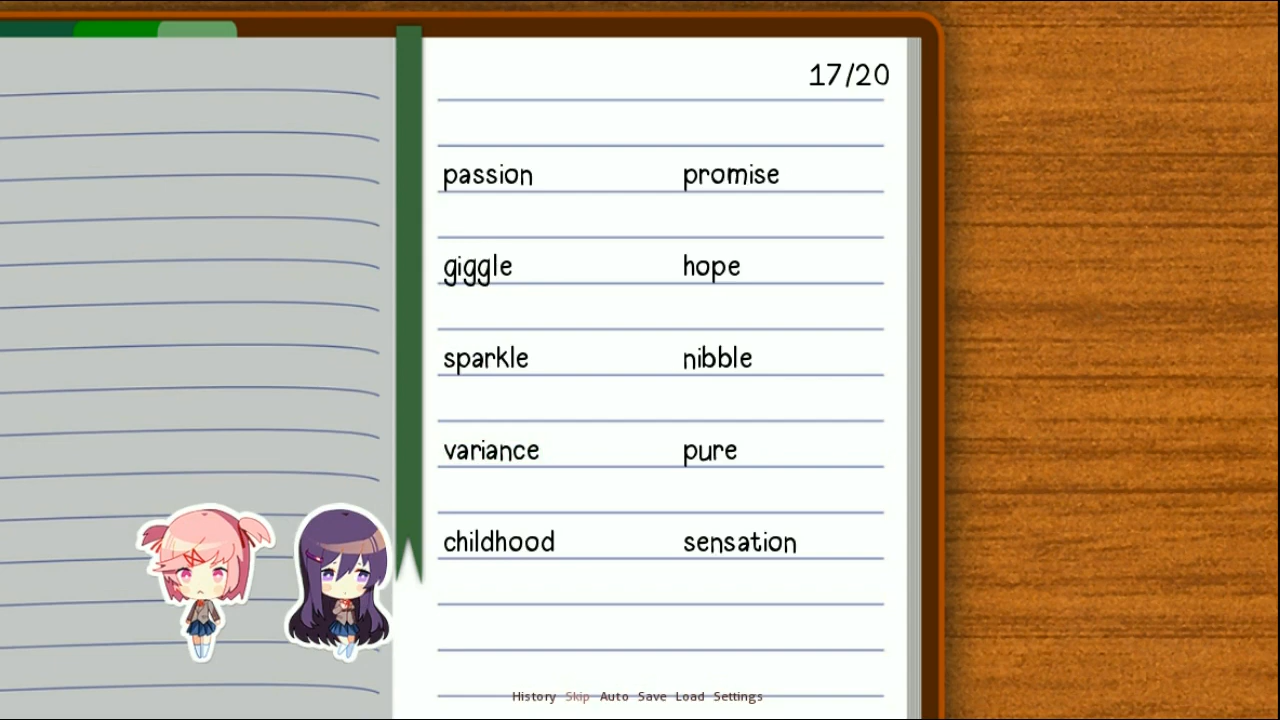 17/20
passion promise
giggle hope
sparkle nibble
variance pure
childhood sensation
History Skip Auto Save Load Settings